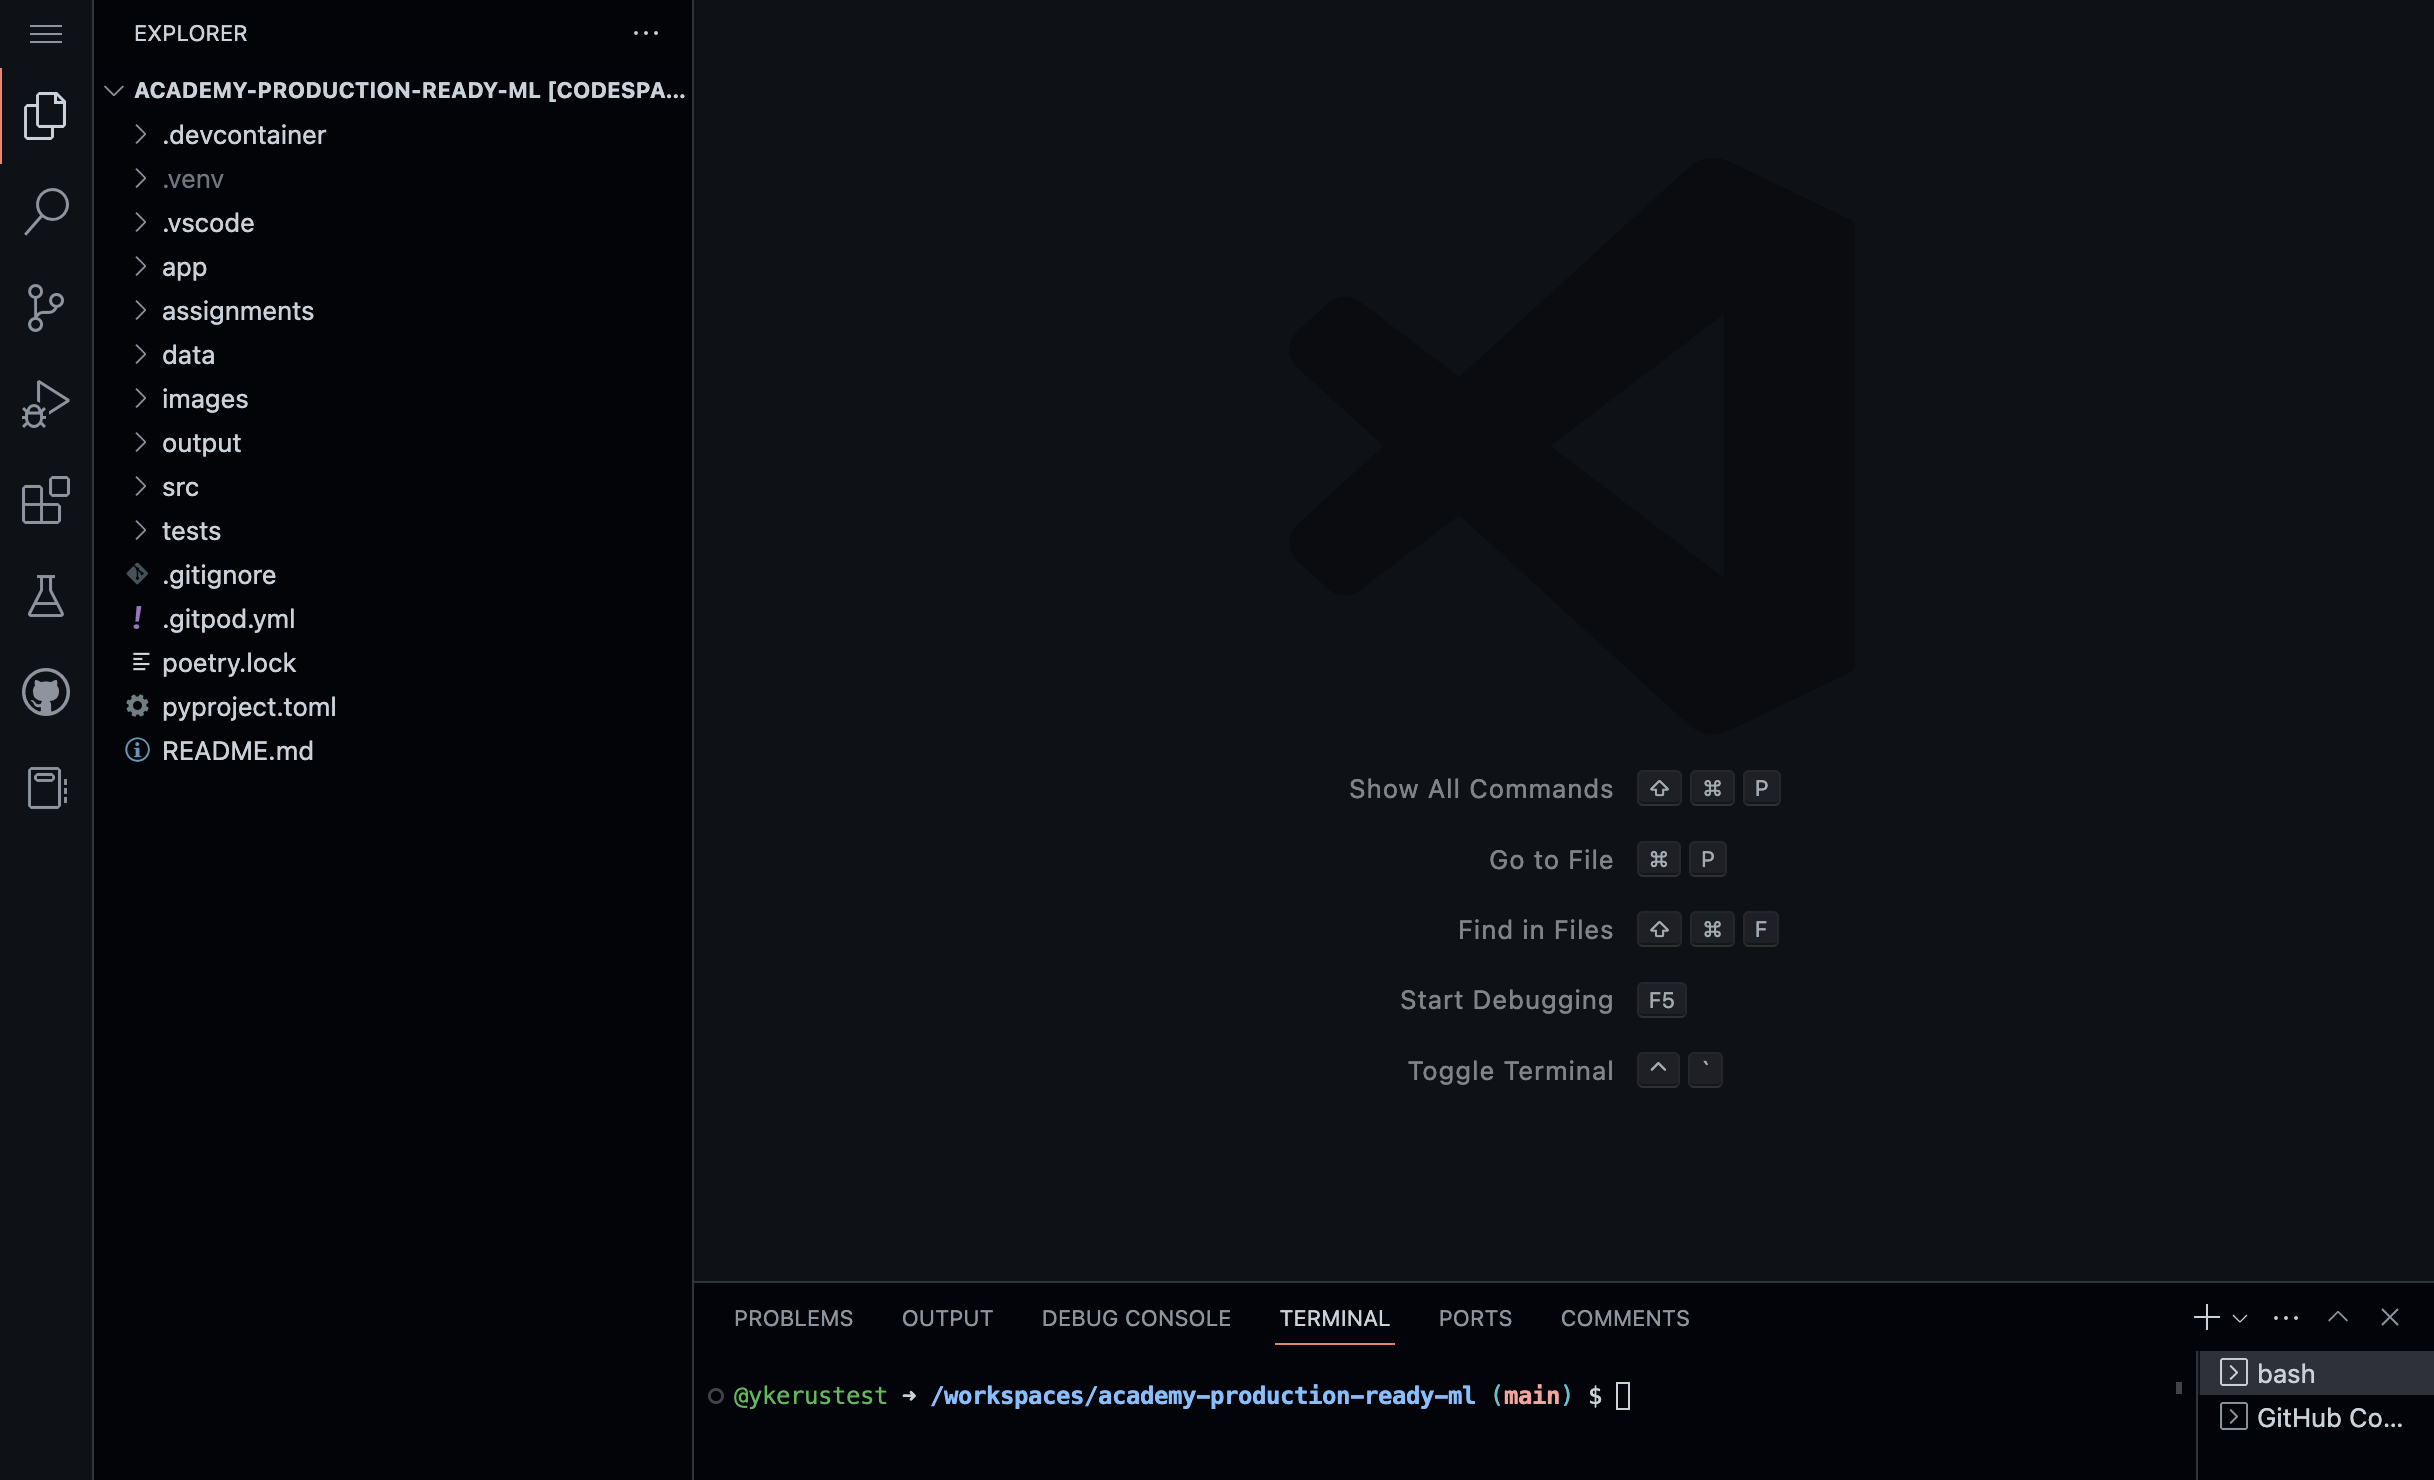 EXPLORER
ACADEMY-PRODUCTION-READY-ML [CODESPA...
.devcontainer
.venv
.vscode
app
assignments
data
images
output
src
tests
.gitignore
! .gitpod.yml
poetry.lock
pyproject.toml
README.md
Show All Commands ⇧ ⌘ P
Go to File ⌘ P
Find in Files ⇧ ⌘ F
Start Debugging F5
Toggle Terminal ^ `
PROBLEMS OUTPUT DEBUG CONSOLE TERMINAL PORTS COMMENTS
@ykerustest → /workspaces/academy-production-ready-ml (main) $
bash
GitHub Co...